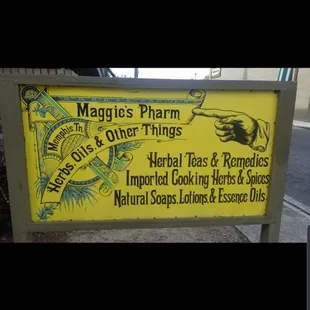 Maggie's Pharm
Memphis, Tn.
Herbs, Oils, & Other Things
Herbal Teas & Remedies
Imported Cooking Herbs & Spices
Natural Soaps, Lotions, & Essence Oils